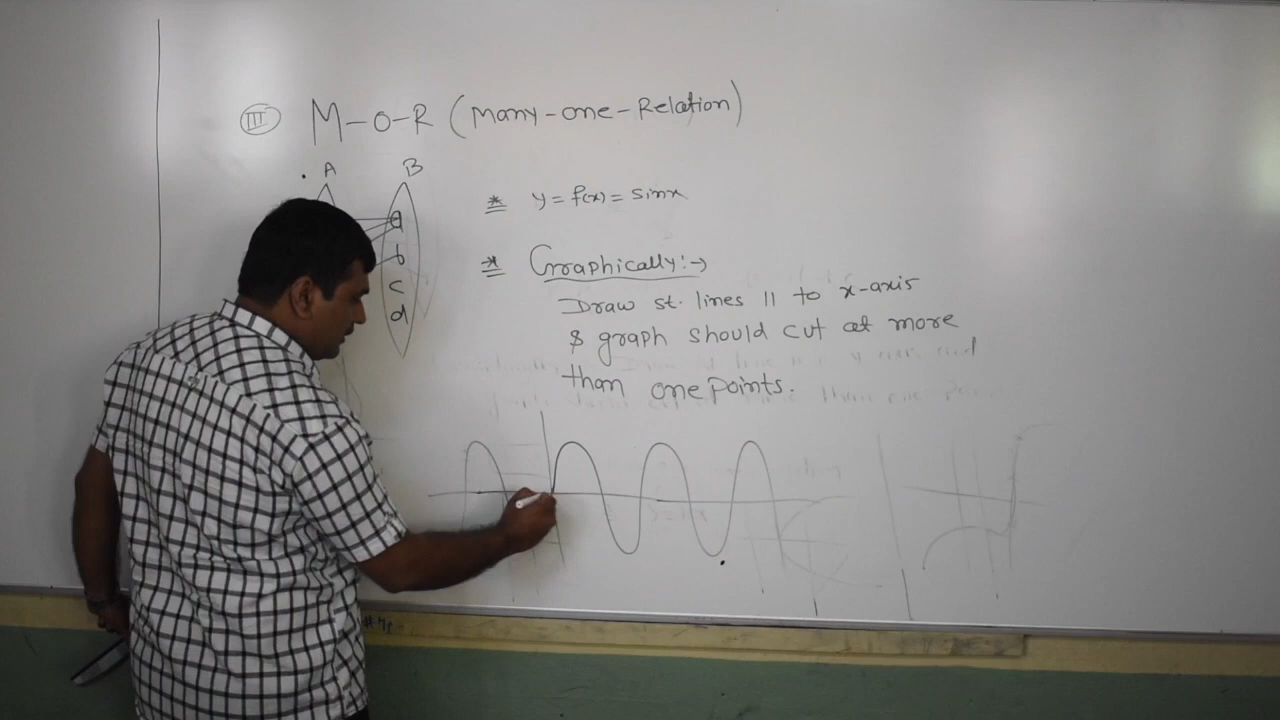 III M-o-R (Many-one-Relation)
A B
* y = f(x) = sinx
a
b
c
d
* Graphically:→
Draw st. lines || to x-axis
& graph should cut at more
than one points.